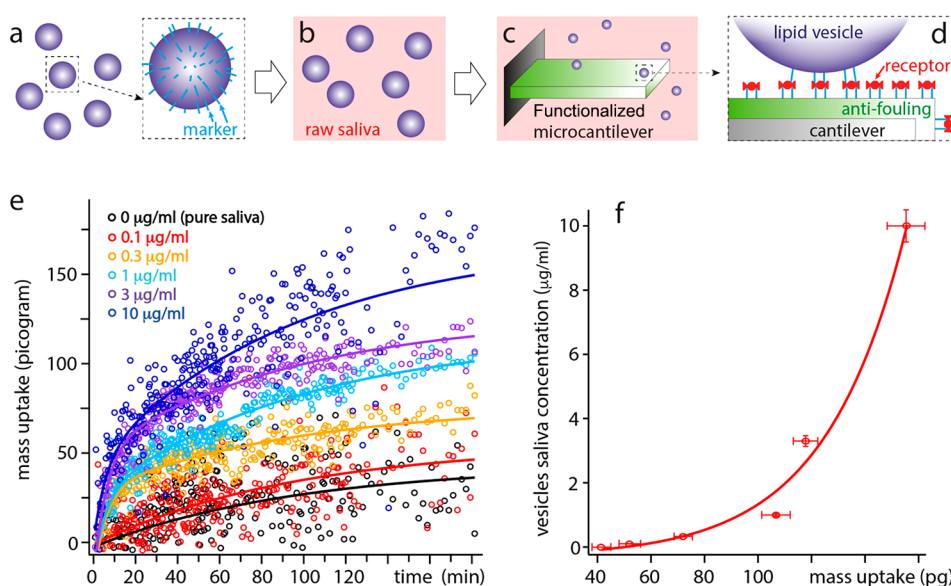 a
marker
b
raw saliva
c
Functionalized
microcantilever
d
lipid vesicle
receptor
anti-fouling
cantilever
e
0 μg/ml (pure saliva)
0.1 μg/ml
0.3 μg/ml
1 μg/ml
3 μg/ml
10 μg/ml
mass uptake (picogram)
150
100
50
0
0 20 40 60 80 100 120 time (min)
f
vesicles saliva concentration (μg/ml)
10
8
6
4
2
0
40 60 80 100 mass uptake (pg)